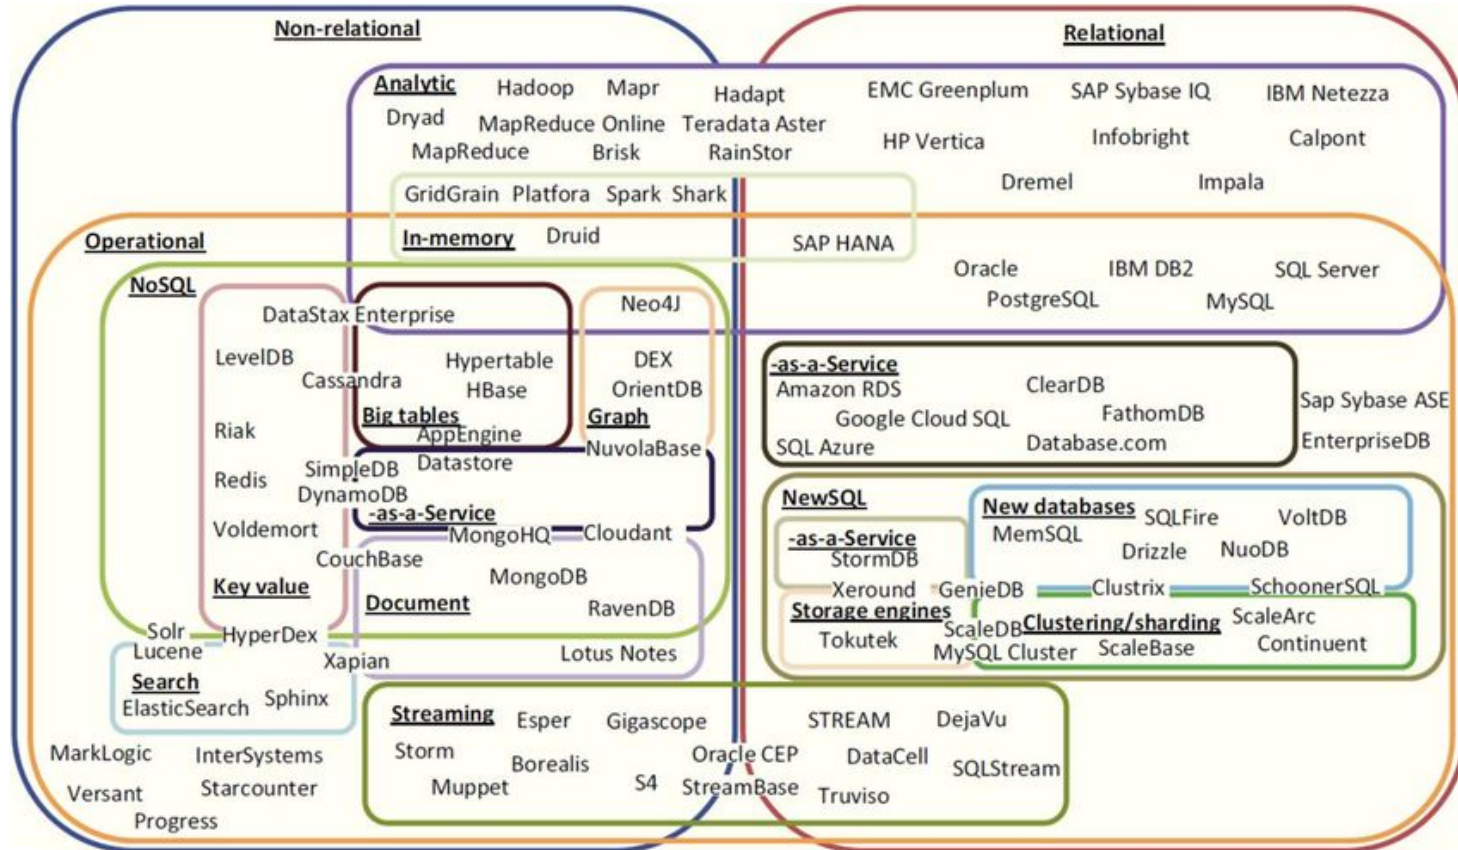 Non-relational
Relational
Analytic
Hadoop
Mapr
Hadapt
EMC Greenplum
SAP Sybase IQ
IBM Netezza
Dryad
MapReduce Online
Teradata Aster
HP Vertica
Infobright
Calpont
MapReduce
Brisk
RainStor
Dremel
Impala
GridGrain
Platfora
Spark
Shark
In-memory
Druid
SAP HANA
Operational
Oracle
IBM DB2
SQL Server
PostgreSQL
MySQL
NoSQL
DataStax Enterprise
Neo4J
LevelDB
Hypertable
DEX
Cassandra
HBase
OrientDB
Big tables
Graph
Riak
AppEngine
Datastore
NuvolaBase
Redis
SimpleDB
DynamoDB
-as-a-Service
Voldemort
MongoHQ
Cloudant
CouchBase
MongoDB
Key value
Document
RavenDB
-as-a-Service
Amazon RDS
ClearDB
Google Cloud SQL
FathomDB
SQL Azure
Database.com
Sap Sybase ASE
EnterpriseDB
NewSQL
New databases
SQLFire
VoltDB
-as-a-Service
MemSQL
StormDB
Drizzle
NuoDB
Xeround
GenieDB
Clustrix
SchoonerSQL
Storage engines
ScaleDB
Clustering/sharding
ScaleArc
Tokutek
MySQL Cluster
ScaleBase
Continuent
Solr
HyperDex
Lucene
Xapian
Lotus Notes
Search
ElasticSearch
Sphinx
Streaming
Esper
Gigascope
STREAM
DejaVu
MarkLogic
InterSystems
Storm
Borealis
Oracle CEP
DataCell
SQLStream
Versant
Starcounter
Muppet
S4
StreamBase
Truviso
Progress